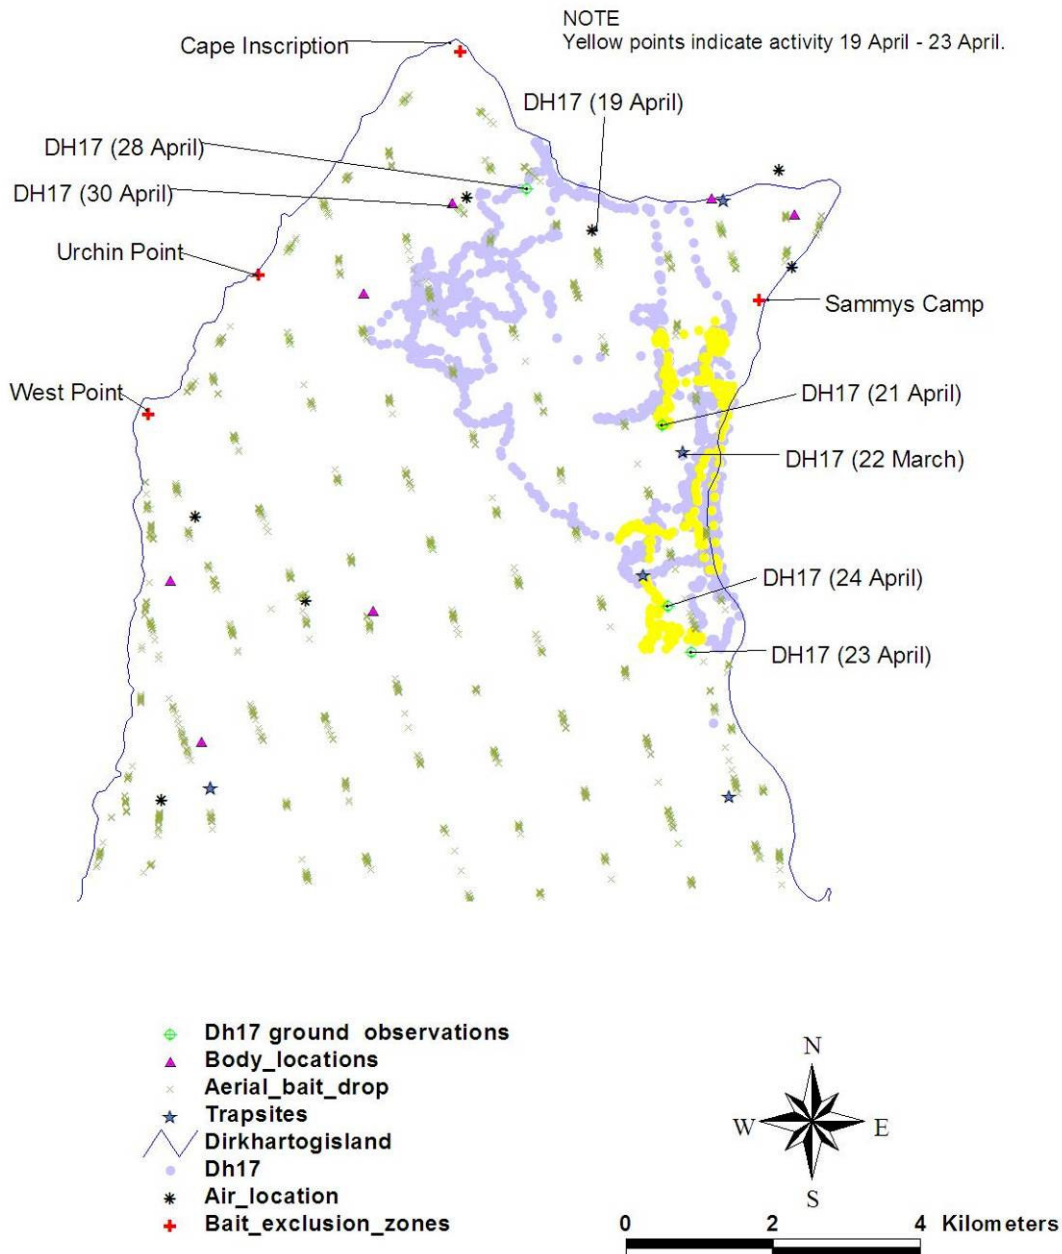 NOTE
Yellow points indicate activity 19 April - 23 April.
Cape Inscription
DH17 (19 April)
DH17 (28 April)
DH17 (30 April)
Urchin Point
Sammys Camp
West Point
DH17 (21 April)
DH17 (22 March)
DH17 (24 April)
DH17 (23 April)
Dh17 ground observations
Body_locations
Aerial_bait_drop
Trapsites
Dirkhartogisland
Dh17
Air_location
Bait_exclusion_zones
N
W E
S
0 2 4 Kilometers